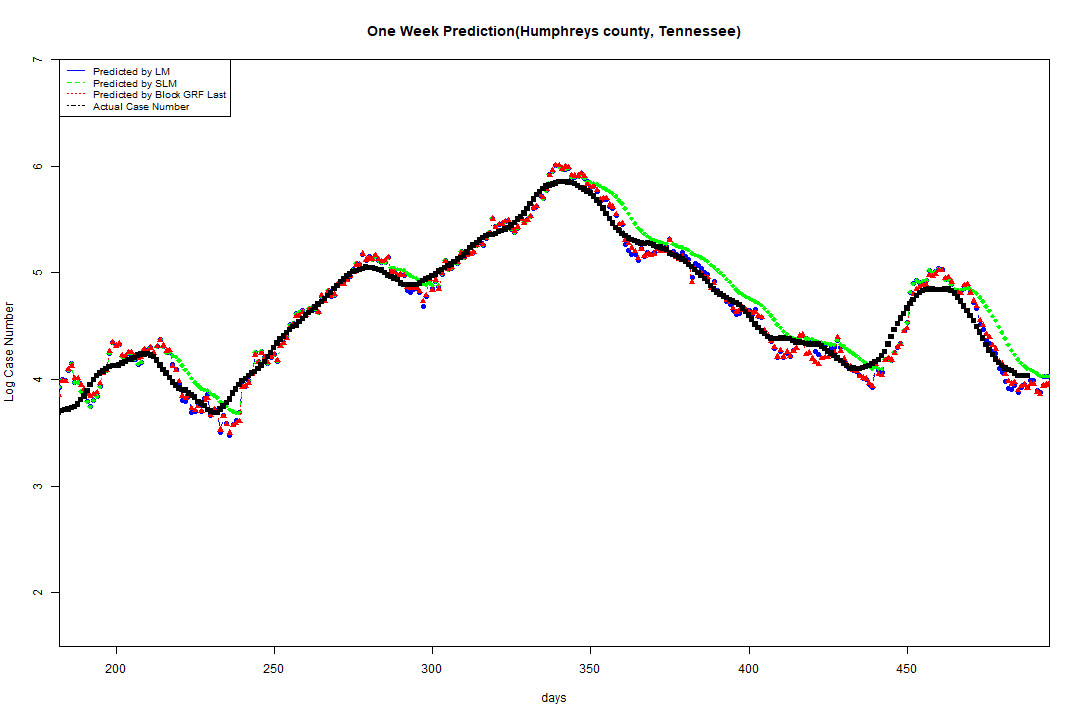 One Week Prediction(Humphreys county, Tennessee)
7
Predicted by LM
Predicted by SLM
Predicted by Block GRF Last
Actual Case Number
6
5
4
3
2
Log Case Number
200 250 300 350 400 450
days